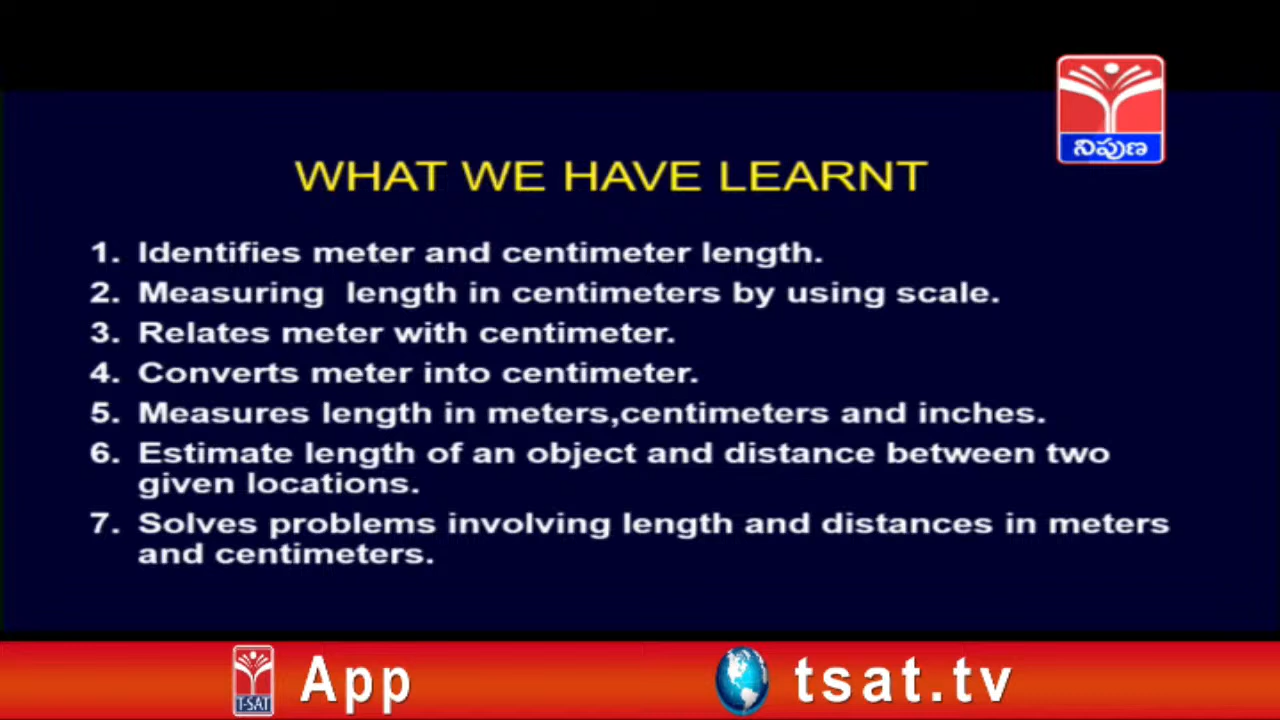 నిపుణ
WHAT WE HAVE LEARNT
1. Identifies meter and centimeter length.
2. Measuring length in centimeters by using scale.
3. Relates meter with centimeter.
4. Converts meter into centimeter.
5. Measures length in meters,centimeters and inches.
6. Estimate length of an object and distance between two
given locations.
7. Solves problems involving length and distances in meters
and centimeters.
T-SAT App tsat.tv